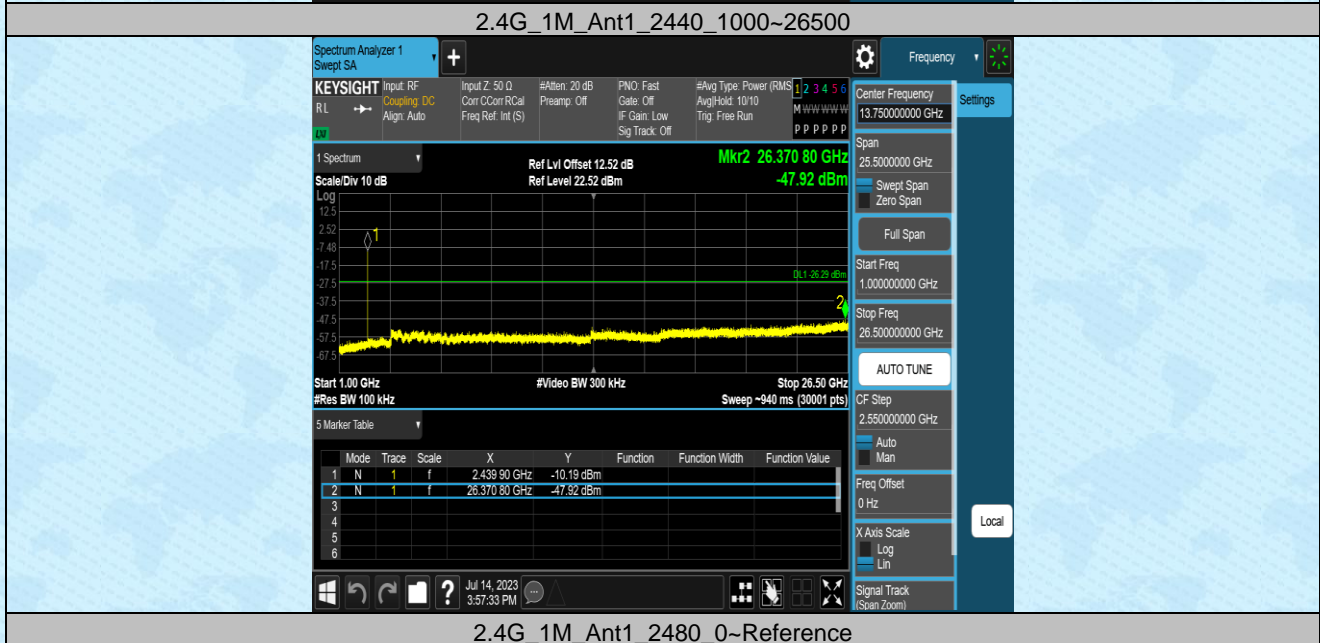 2.4G_1M_Ant1_2440_1000~26500
Spectrum Analyzer 1
Swept SA
+
Frequency
KEYSIGHT
RL
LXI
Input: RF
Coupling: DC
Align: Auto
Input Z: 50 Ω
Corr CCorr RCal
Freq Ref: Int (S)
#Atten: 20 dB
Preamp: Off
PNO: Fast
Gate: Off
IF Gain: Low
Sig Track: Off
#Avg Type: Power (RMS
Avg|Hold: 10/10
Trig: Free Run
1 2 3 4 5 6
M W W W W W
P P P P P P
Center Frequency
13.750000000 GHz
Settings
Span
25.5000000 GHz
Swept Span
Zero Span
Full Span
Start Freq
1.000000000 GHz
Stop Freq
26.500000000 GHz
AUTO TUNE
CF Step
2.550000000 GHz
Auto
Man
Freq Offset
0 Hz
X Axis Scale
Log
Lin
Signal Track
(Span Zoom)
Local
1 Spectrum
Scale/Div 10 dB
Ref Lvl Offset 12.52 dB
Ref Level 22.52 dBm
Mkr2 26.370 80 GHz
-47.92 dBm
Log
12.5
2.52
-7.48
-17.5
-27.5
-37.5
-47.5
-57.5
-67.5
1
DL1 -26.29 dBm
2
Start 1.00 GHz
#Video BW 300 kHz
Stop 26.50 GHz
#Res BW 100 kHz
Sweep ~940 ms (30001 pts)
5 Marker Table
Mode Trace Scale X Y Function Function Width Function Value
1 N 1 f 2.439 90 GHz -10.19 dBm
2 N 1 f 26.370 80 GHz -47.92 dBm
3
4
5
6
?
Jul 14, 2023
3:57:33 PM
2.4G_1M_Ant1_2480_0~Reference